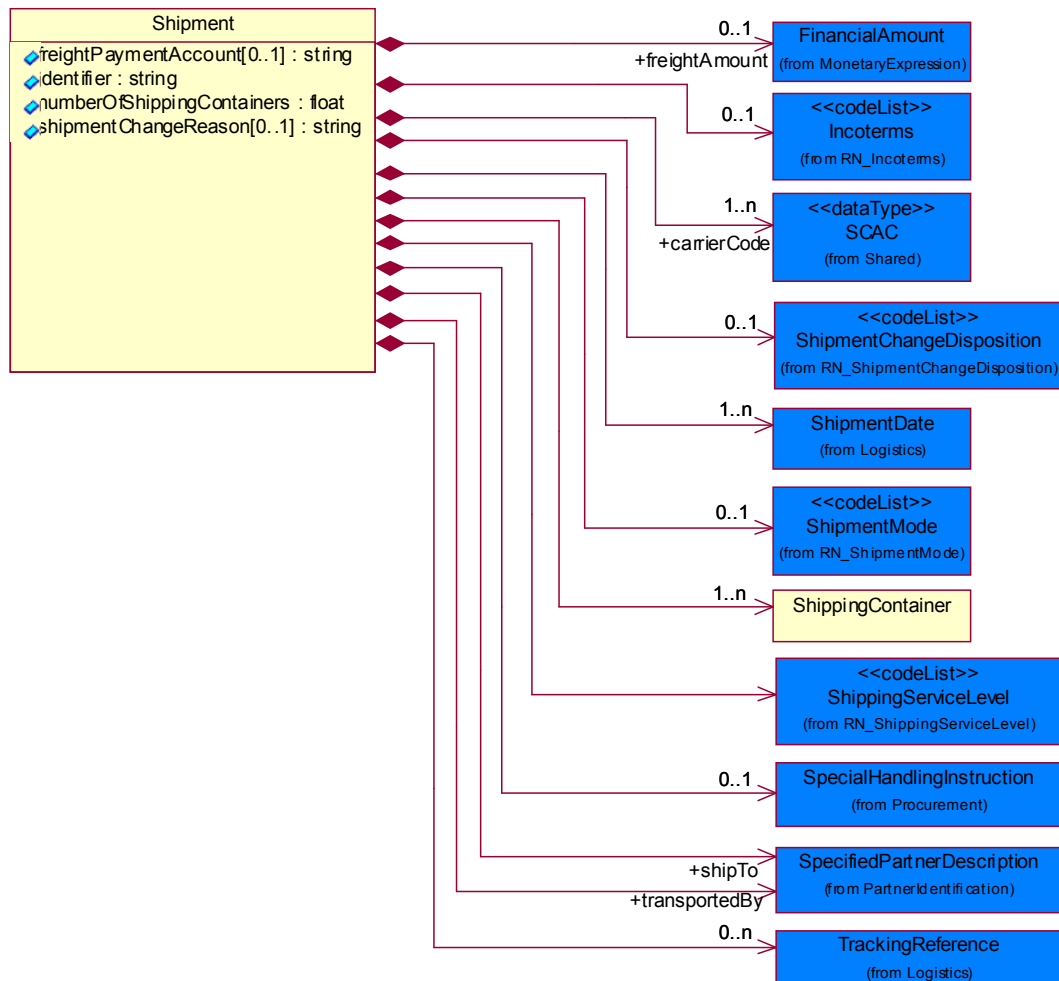 Shipment
freightPaymentAccount[0..1] : string
identifier : string
numberOfShippingContainers : float
shipmentChangeReason[0..1] : string
0..1
+freightAmount
FinancialAmount
(from MonetaryExpression)
0..1
<<codeList>>
Incoterms
(from RN_Incoterms)
1..n
+carrierCode
<<dataType>>
SCAC
(from Shared)
0..1
<<codeList>>
ShipmentChangeDisposition
(from RN_ShipmentChangeDisposition)
1..n
ShipmentDate
(from Logistics)
0..1
<<codeList>>
ShipmentMode
(from RN_ShipmentMode)
1..n
ShippingContainer
<<codeList>>
ShippingServiceLevel
(from RN_ShippingServiceLevel)
0..1
SpecialHandlingInstruction
(from Procurement)
+shipTo
+transportedBy
SpecifiedPartnerDescription
(from PartnerIdentification)
0..n
TrackingReference
(from Logistics)